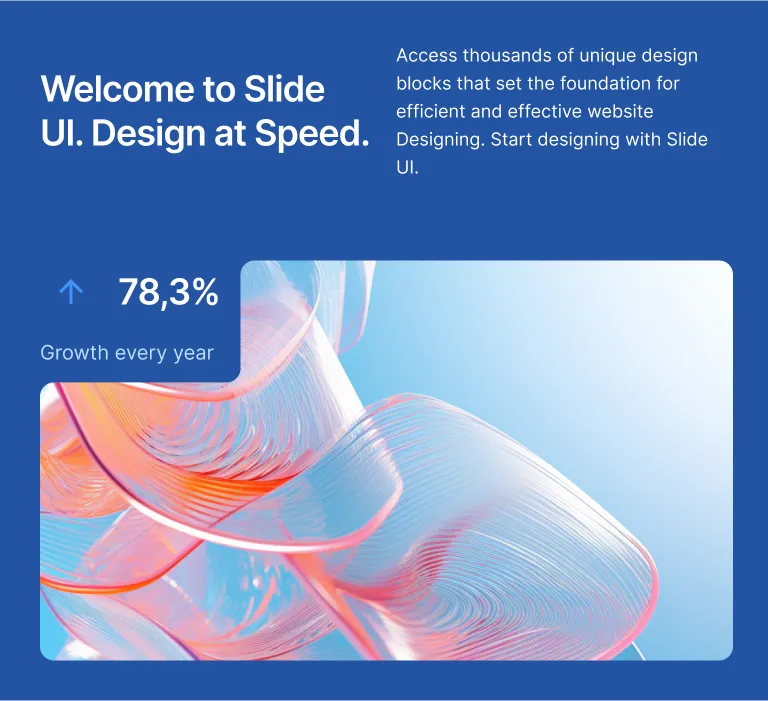 Welcome to Slide
UI. Design at Speed.
Access thousands of unique design
blocks that set the foundation for
efficient and effective website
Designing. Start designing with Slide
UI.
78,3%
Growth every year